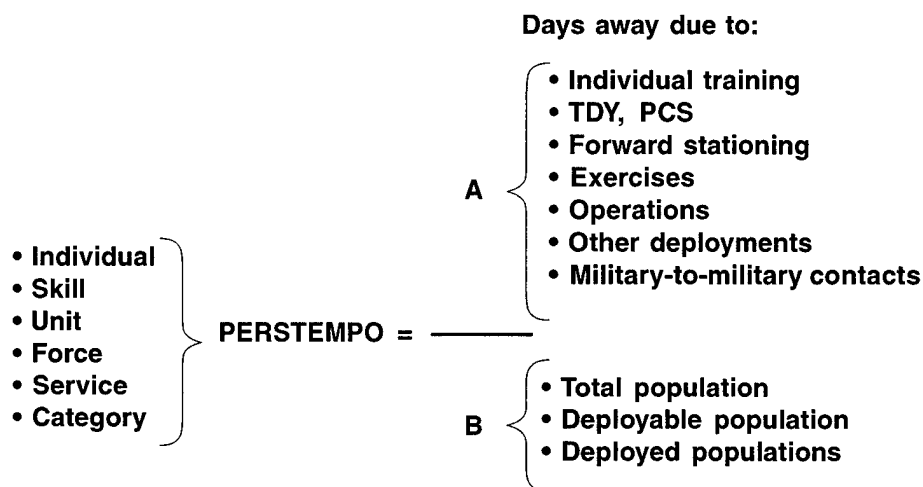 Days away due to:
• Individual training
• TDY, PCS
• Forward stationing
A
• Exercises
• Operations
• Other deployments
• Military-to-military contacts
• Individual
• Skill
• Unit
• Force
• Service
• Category
PERSTEMPO =
B
• Total population
• Deployable population
• Deployed populations